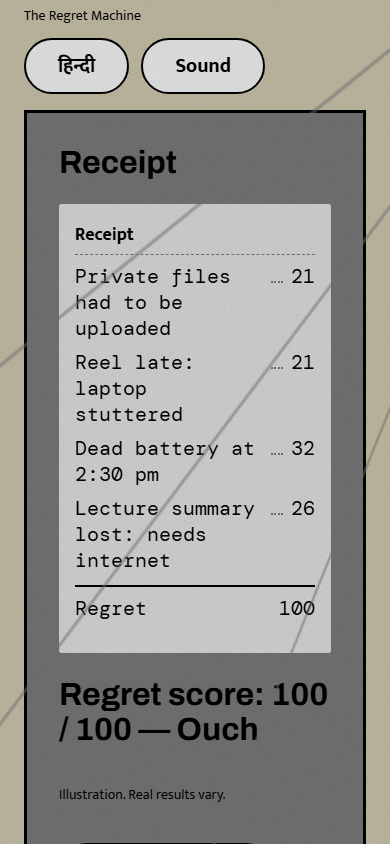 The Regret Machine
हिन्दी
Sound
Receipt
Receipt
Private files .... 21
had to be
uploaded
Reel late: .... 21
laptop
stuttered
Dead battery at .... 32
2:30 pm
Lecture summary .... 26
lost: needs
internet
Regret 100
Regret score: 100
/ 100 — Ouch
Illustration. Real results vary.